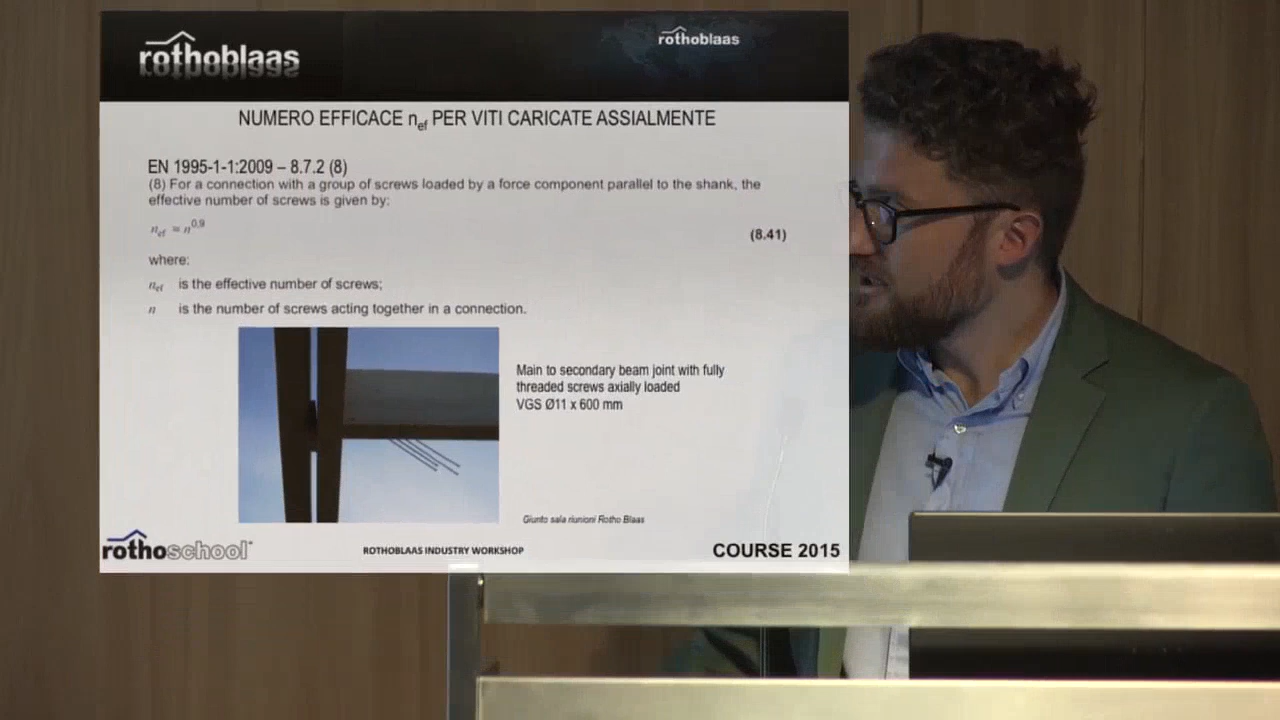 rothoblaas
rothoblaas
NUMERO EFFICACE nef PER VITI CARICATE ASSIALMENTE
EN 1995-1-1:2009 – 8.7.2 (8)
(8) For a connection with a group of screws loaded by a force component parallel to the shank, the
effective number of screws is given by:
nef = n^0,9
(8.41)
where:
nef is the effective number of screws;
n is the number of screws acting together in a connection.
Main to secondary beam joint with fully
threaded screws axially loaded
VGS Ø11 x 600 mm
Giunto sala riunioni Rotho Blaas
rothoschool
ROTHOBLAAS INDUSTRY WORKSHOP
COURSE 2015